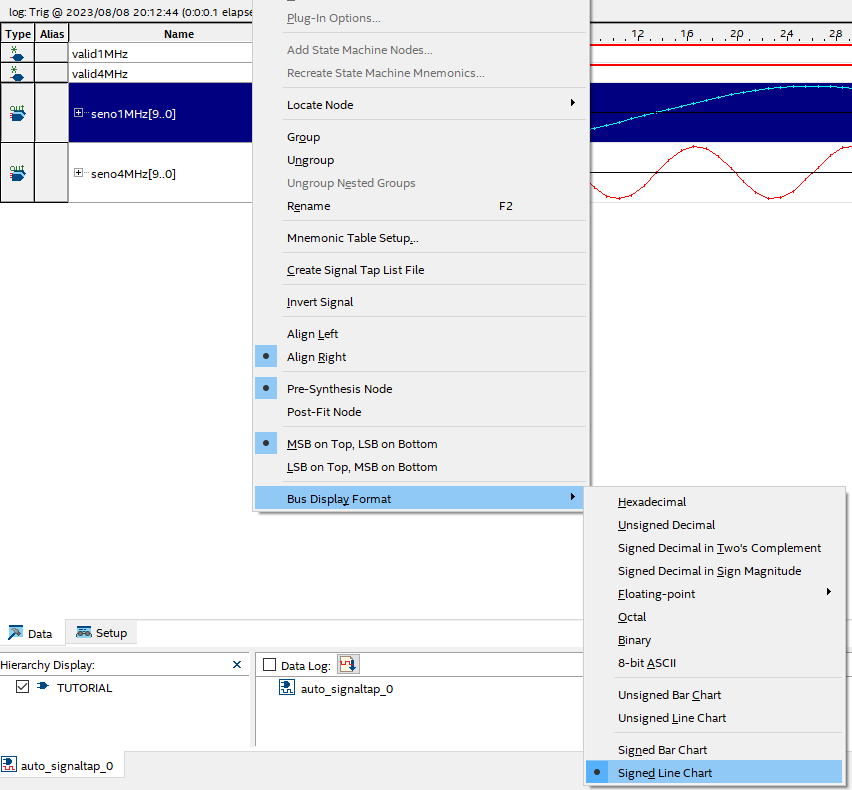 log: Trig @ 2023/08/08 20:12:44 (0:0:0.1 elapse
Type Alias Name
valid1MHz
valid4MHz
seno1MHz[9..0]
seno4MHz[9..0]
12 16 20 24 28
Plug-In Options...
Add State Machine Nodes...
Recreate State Machine Mnemonics...
Locate Node
Group
Ungroup
Ungroup Nested Groups
Rename F2
Mnemonic Table Setup...
Create Signal Tap List File
Invert Signal
Align Left
Align Right
Pre-Synthesis Node
Post-Fit Node
MSB on Top, LSB on Bottom
LSB on Top, MSB on Bottom
Bus Display Format
Hexadecimal
Unsigned Decimal
Signed Decimal in Two's Complement
Signed Decimal in Sign Magnitude
Floating-point
Octal
Binary
8-bit ASCII
Unsigned Bar Chart
Unsigned Line Chart
Signed Bar Chart
Signed Line Chart
Data Setup
Hierarchy Display:
TUTORIAL
Data Log:
auto_signaltap_0
auto_signaltap_0